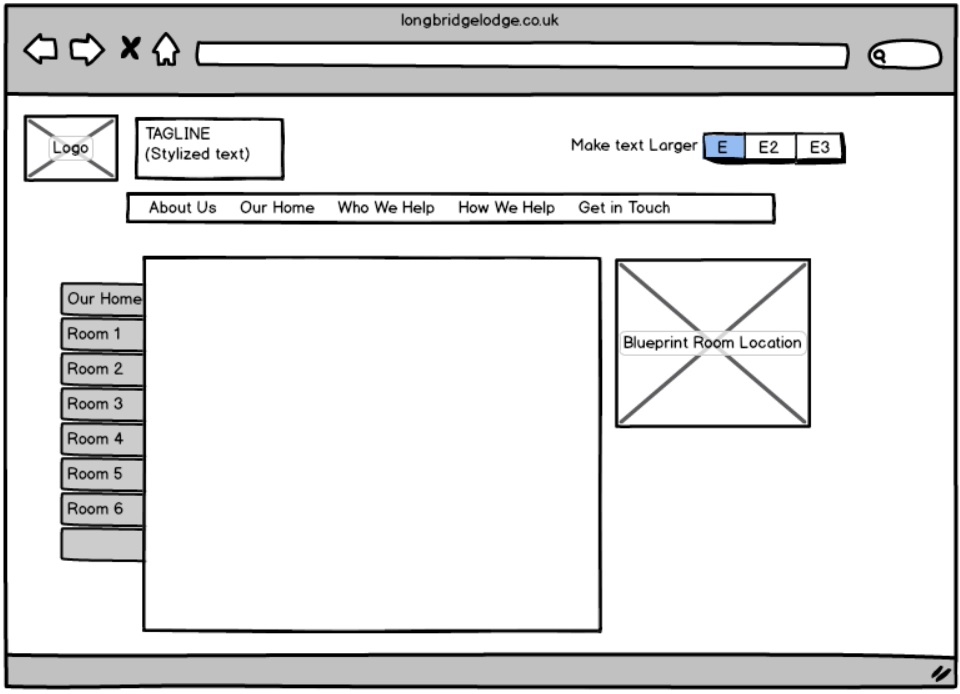 longbridgelodge.co.uk
Logo
TAGLINE
(Stylized text)
Make text Larger E E2 E3
About Us Our Home Who We Help How We Help Get in Touch
Our Home
Room 1
Room 2
Room 3
Room 4
Room 5
Room 6
Blueprint Room Location